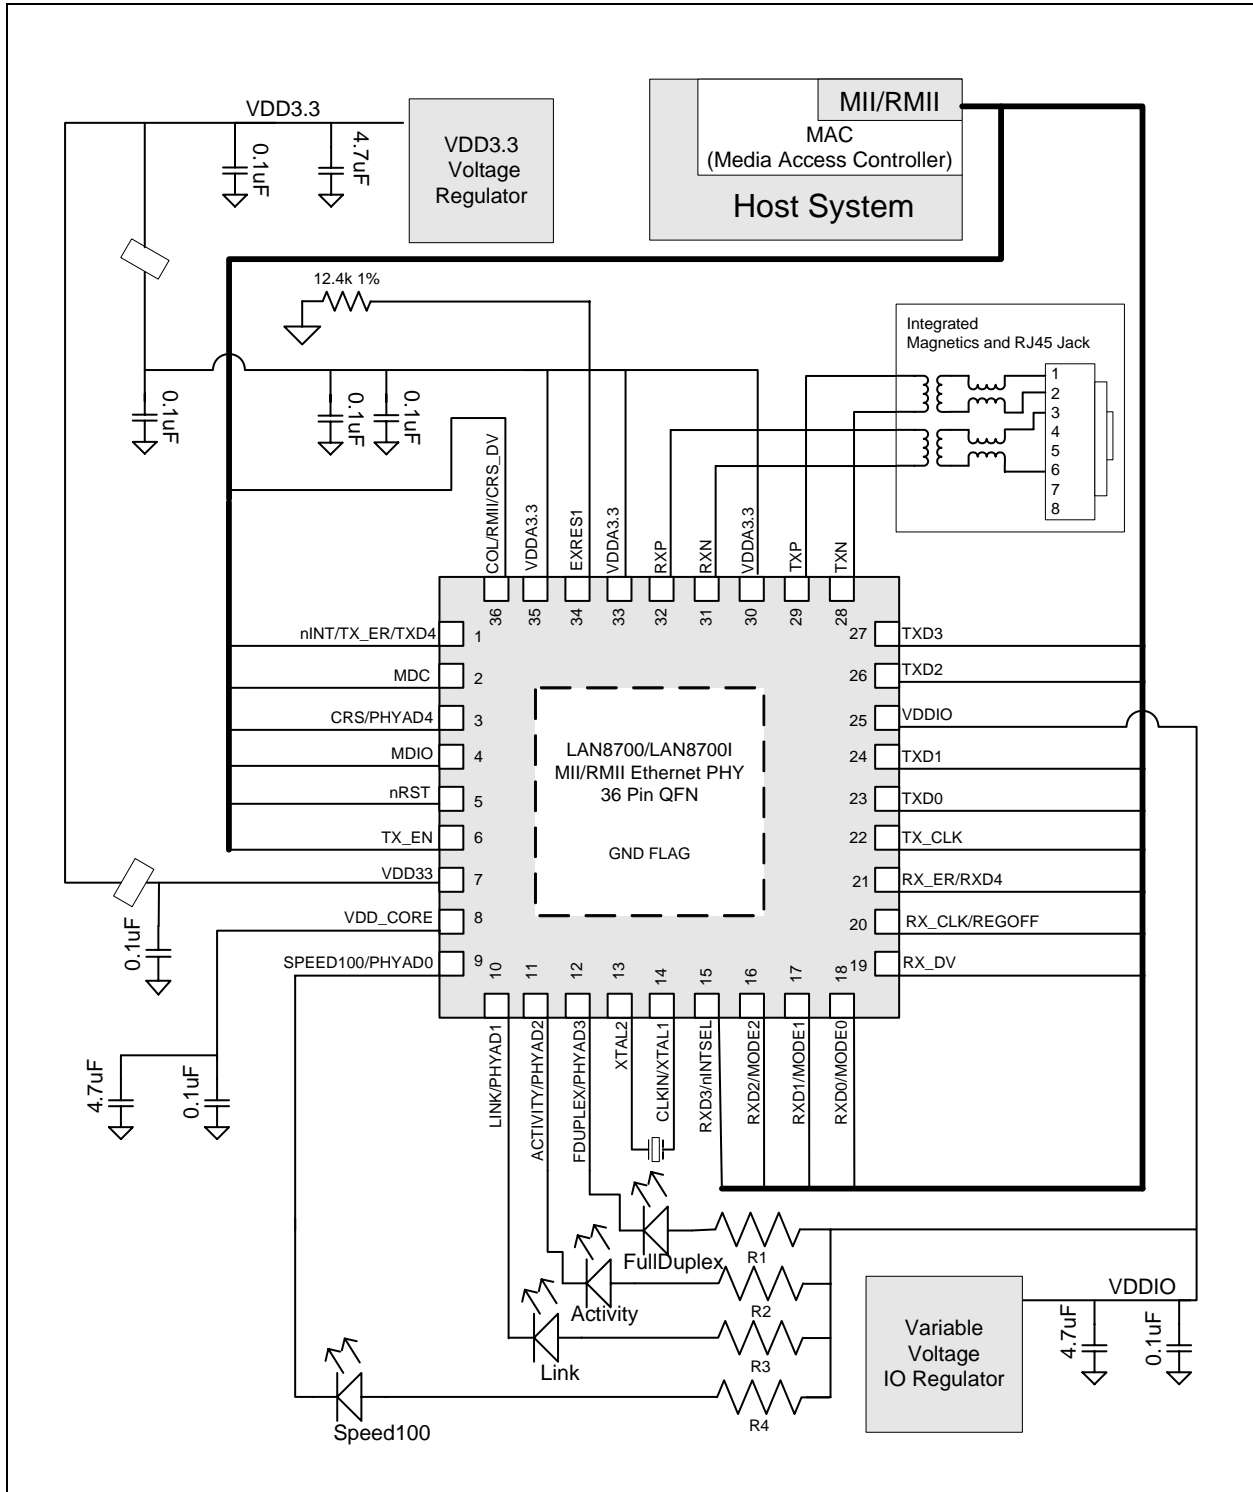 VDD3.3
0.1uF
4.7uF
VDD3.3
Voltage
Regulator
MII/RMII
MAC
(Media Access Controller)
Host System
12.4k 1%
0.1uF
0.1uF
0.1uF
Integrated
Magnetics and RJ45 Jack
1
2
3
4
5
6
7
8
COL/RMII/CRS_DV
VDDA3.3
EXRES1
VDDA3.3
RXP
RXN
VDDA3.3
TXP
TXN
36
35
34
33
32
31
30
29
28
nINT/TX_ER/TXD4
1
MDC
2
CRS/PHYAD4
3
MDIO
4
nRST
5
TX_EN
6
VDD33
7
VDD_CORE
8
SPEED100/PHYAD0
9
27
TXD3
26
TXD2
25
VDDIO
24
TXD1
23
TXD0
22
TX_CLK
21
RX_ER/RXD4
20
RX_CLK/REGOFF
19
RX_DV
LAN8700/LAN8700I
MII/RMII Ethernet PHY
36 Pin QFN
GND FLAG
10
11
12
13
14
15
16
17
18
LINK/PHYAD1
ACTIVITY/PHYAD2
FDUPLEX/PHYAD3
XTAL2
CLKIN/XTAL1
RXD3/nINTSEL
RXD2/MODE2
RXD1/MODE1
RXD0/MODE0
0.1uF
4.7uF
0.1uF
FullDuplex
R1
Activity
R2
Link
R3
Speed100
R4
Variable
Voltage
IO Regulator
VDDIO
4.7uF
0.1uF